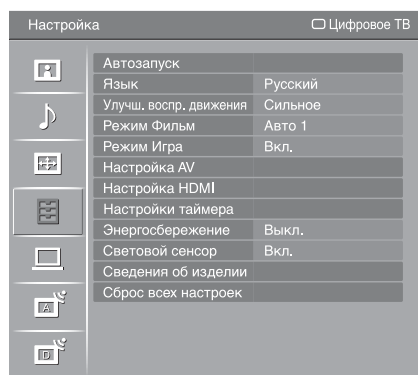 Настройка Цифровое ТВ
Автозапуск
Язык Русский
Улучш. воспр. движения Сильное
Режим Фильм Авто 1
Режим Игра Вкл.
Настройка AV
Настройка HDMI
Настройки таймера
Энергосбережение Выкл.
Световой сенсор Вкл.
Сведения об изделии
Сброс всех настроек
A
D